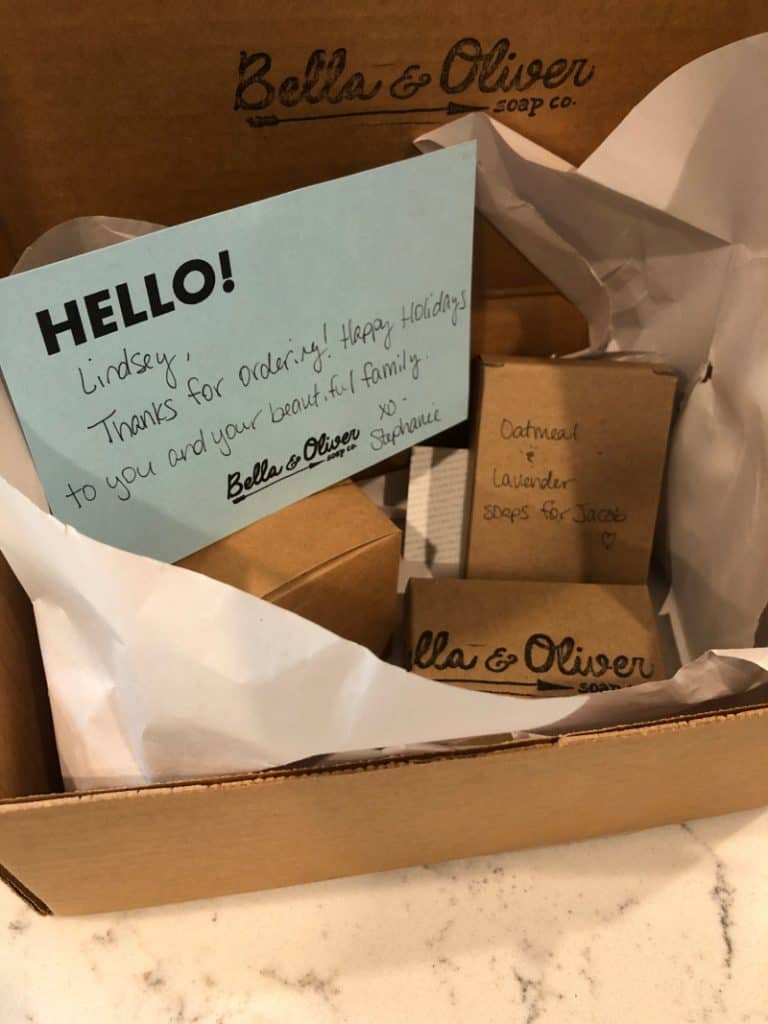 Bella & Oliver
soap co.
HELLO!
Lindsey,
Thanks for ordering! Happy Holidays
to you and your beautiful family.
xo-
Stephanie
Bella & Oliver
soap co.
Oatmeal
&
Lavender
soaps for Jacob
♡
lla & Oliver
soap